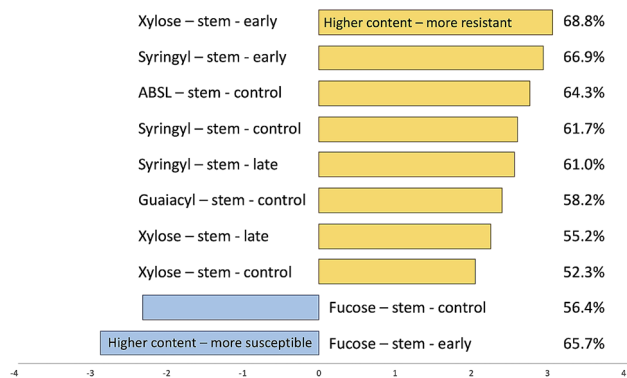 Xylose – stem - early Higher content – more resistant 68.8%
Syringyl – stem - early 66.9%
ABSL – stem - control 64.3%
Syringyl – stem - control 61.7%
Syringyl – stem - late 61.0%
Guaiacyl – stem - control 58.2%
Xylose – stem - late 55.2%
Xylose – stem - control 52.3%
Fucose – stem - control 56.4%
Higher content – more susceptible Fucose – stem - early 65.7%
-4 -3 -2 -1 0 1 2 3 4